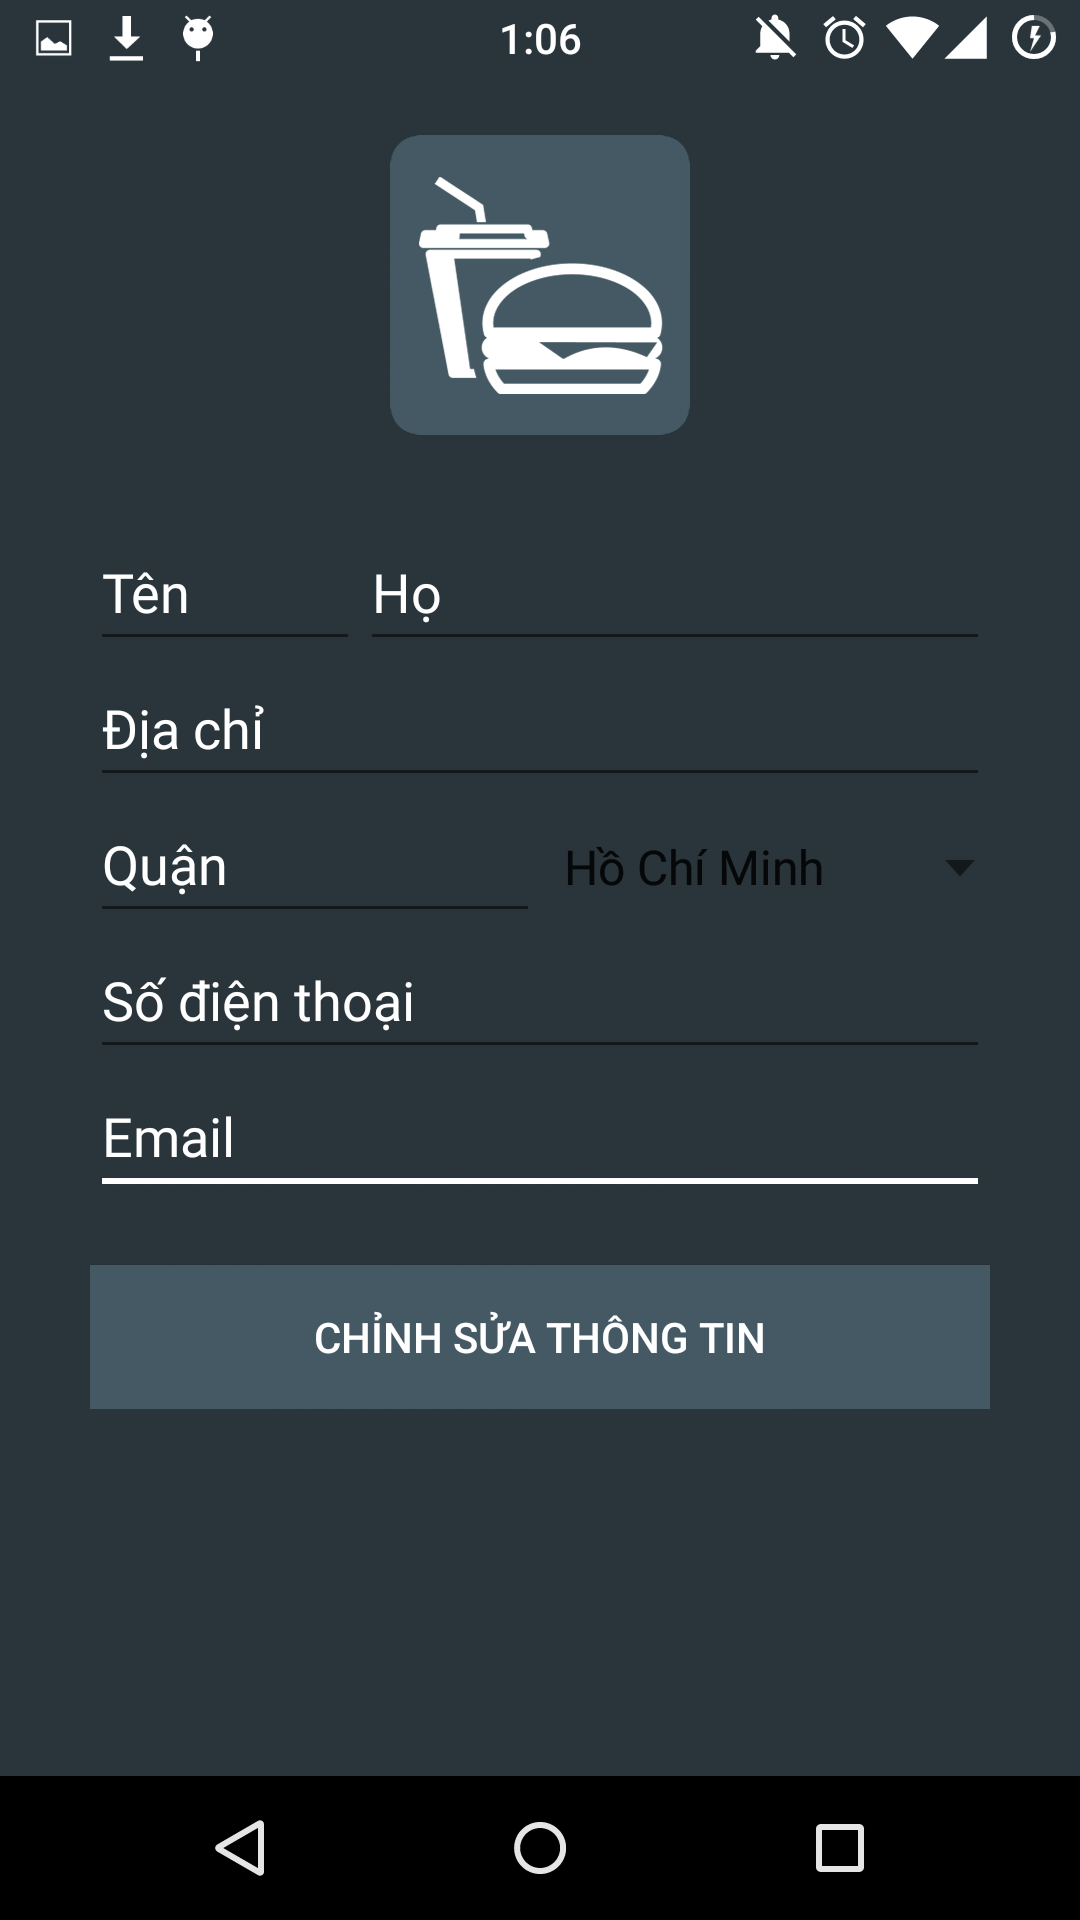 1:06
Tên Họ
Địa chỉ
Quận Hồ Chí Minh
Số điện thoại
Email
CHỈNH SỬA THÔNG TIN